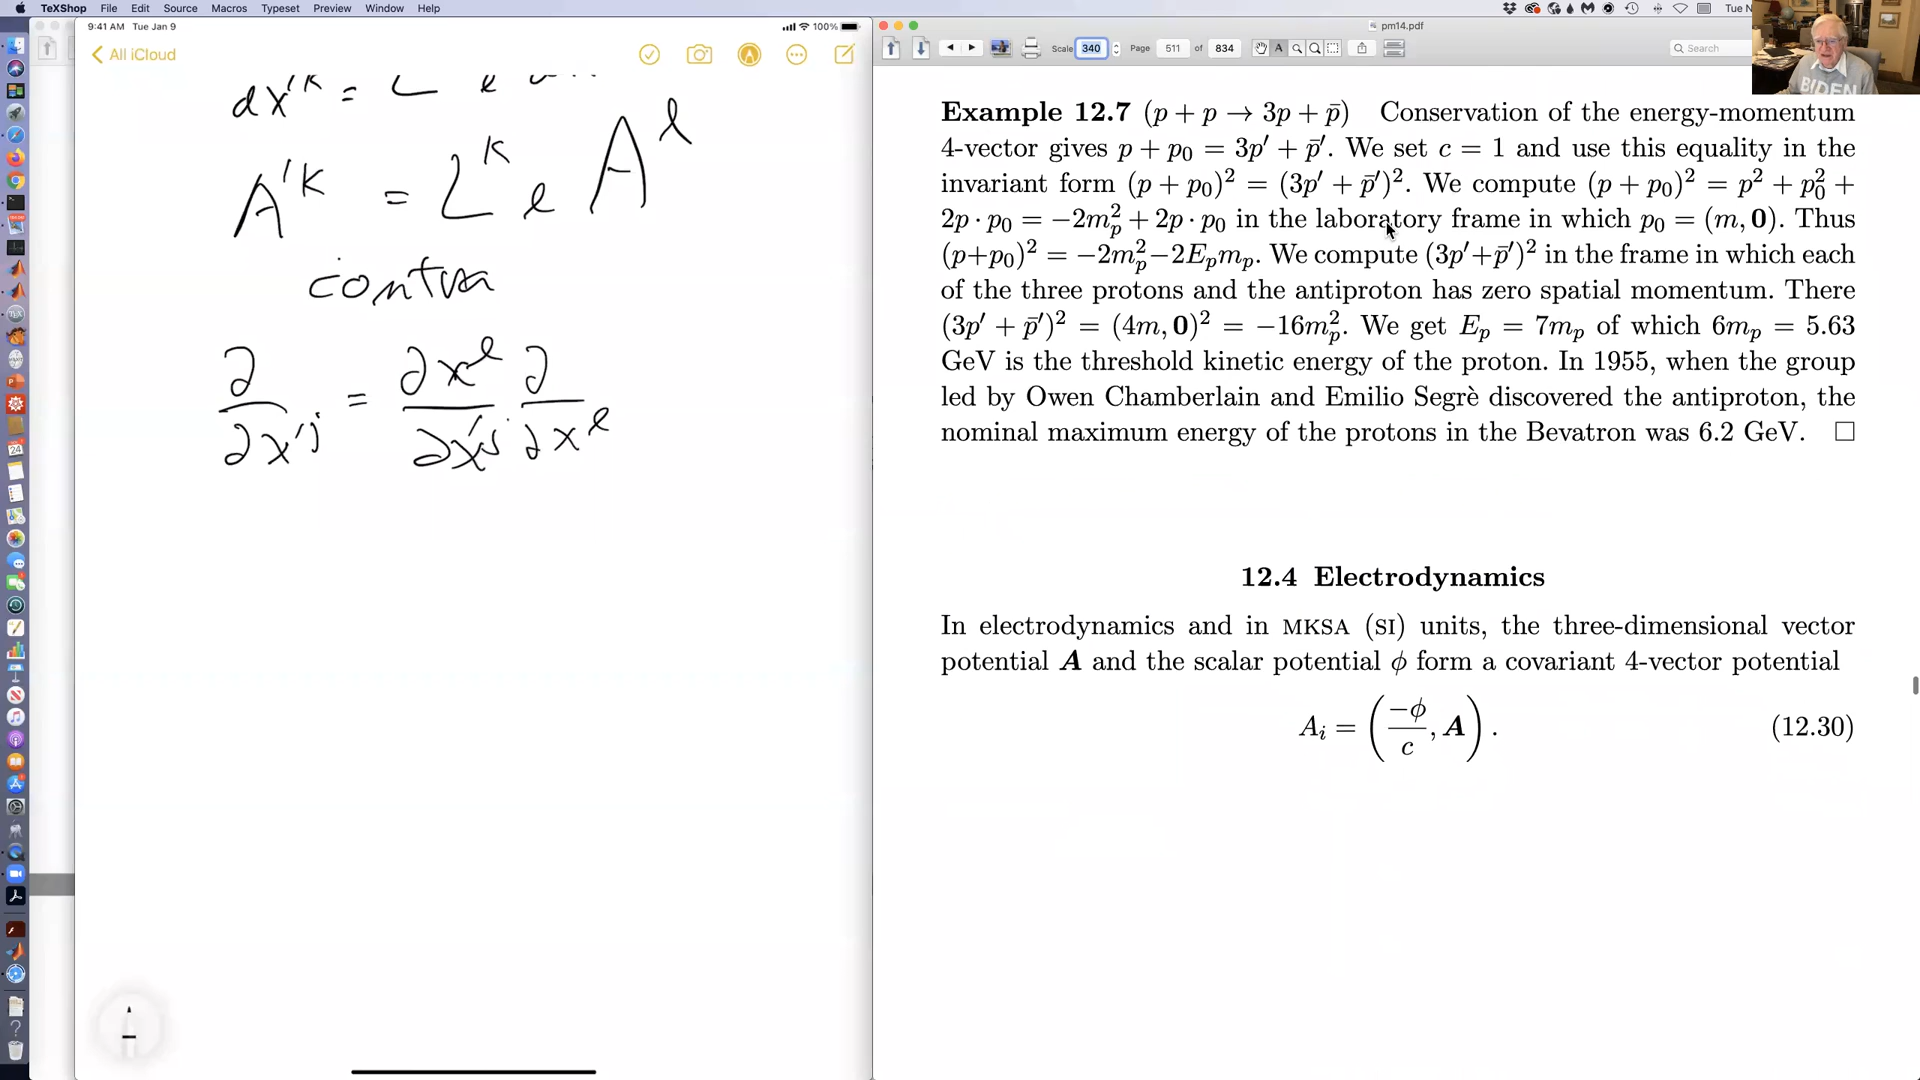 TeXShop File Edit Source Macros Typeset Preview Window Help
Tue N
9:41 AM Tue Jan 9
100%
All iCloud
dx'^k = L
A'^k = L^k_l A^l
contra
∂/∂x'^j = ∂x^l/∂x'^j ∂/∂x^l
pm14.pdf
Scale 340 Page 511 of 834 Search
BIDEN
Example 12.7 (p + p → 3p + p̄) Conservation of the energy-momentum
4-vector gives p + p₀ = 3p′ + p̄′. We set c = 1 and use this equality in the
invariant form (p + p₀)² = (3p′ + p̄′)². We compute (p + p₀)² = p² + p₀² +
2p · p₀ = −2m_p² + 2p · p₀ in the laboratory frame in which p₀ = (m, 0). Thus
(p+p₀)² = −2m_p²−2E_pm_p. We compute (3p′+p̄′)² in the frame in which each
of the three protons and the antiproton has zero spatial momentum. There
(3p′ + p̄′)² = (4m, 0)² = −16m_p². We get E_p = 7m_p of which 6m_p = 5.63
GeV is the threshold kinetic energy of the proton. In 1955, when the group
led by Owen Chamberlain and Emilio Segrè discovered the antiproton, the
nominal maximum energy of the protons in the Bevatron was 6.2 GeV. □
12.4 Electrodynamics
In electrodynamics and in MKSA (SI) units, the three-dimensional vector
potential A and the scalar potential ϕ form a covariant 4-vector potential
A_i = (−ϕ/c, A). (12.30)